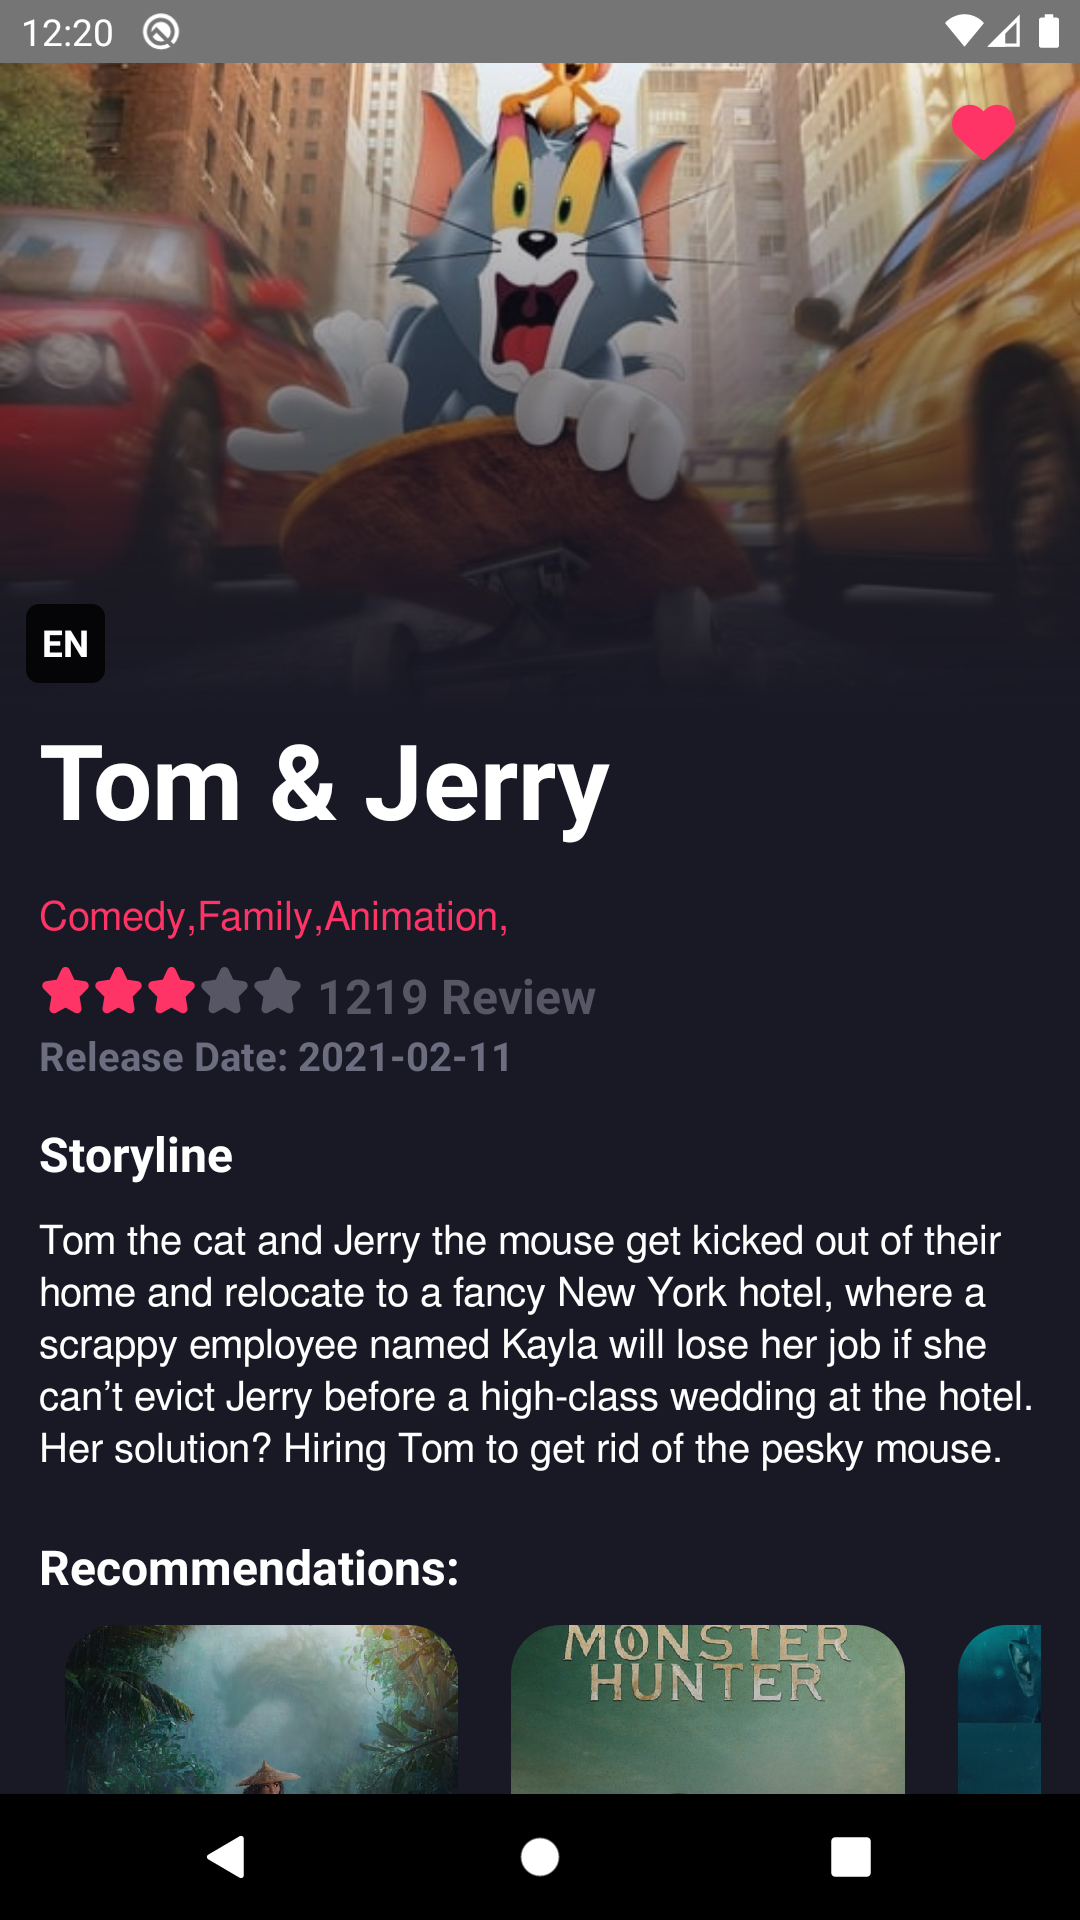 12:20
EN
Tom & Jerry
Comedy,Family,Animation,
1219 Review
Release Date: 2021-02-11
Storyline
Tom the cat and Jerry the mouse get kicked out of their
home and relocate to a fancy New York hotel, where a
scrappy employee named Kayla will lose her job if she
can’t evict Jerry before a high-class wedding at the hotel.
Her solution? Hiring Tom to get rid of the pesky mouse.
Recommendations:
MONSTER
HUNTER